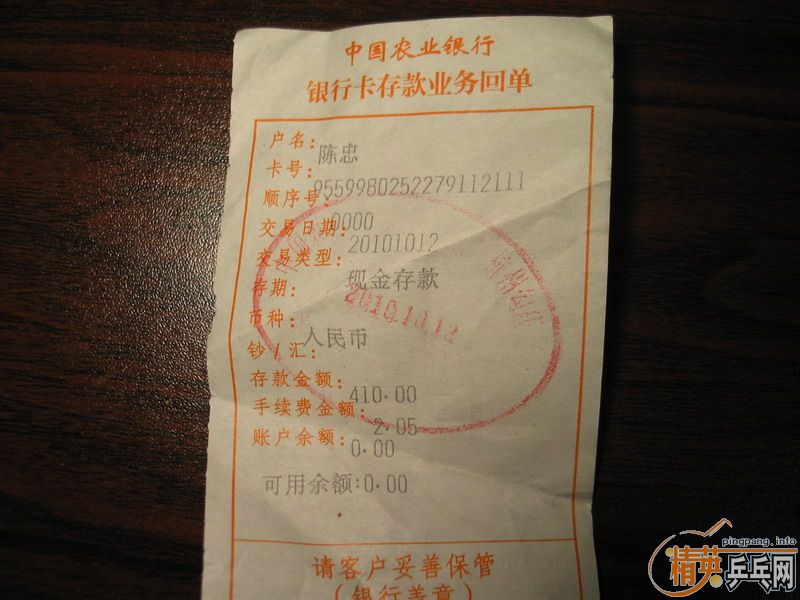 中国农业银行
银行卡存款业务回单
户名：陈忠
卡号：9559980252279112111
顺序号：0000
交易日期：20101012
交易类型：现金存款
存期：
2010.10.12
币种：人民币
钞/汇：
存款金额：410.00
手续费金额：2.05
账户余额：0.00
可用余额:0.00
请客户妥善保管
（银行盖章）
pingpang.info
精英乒乓网